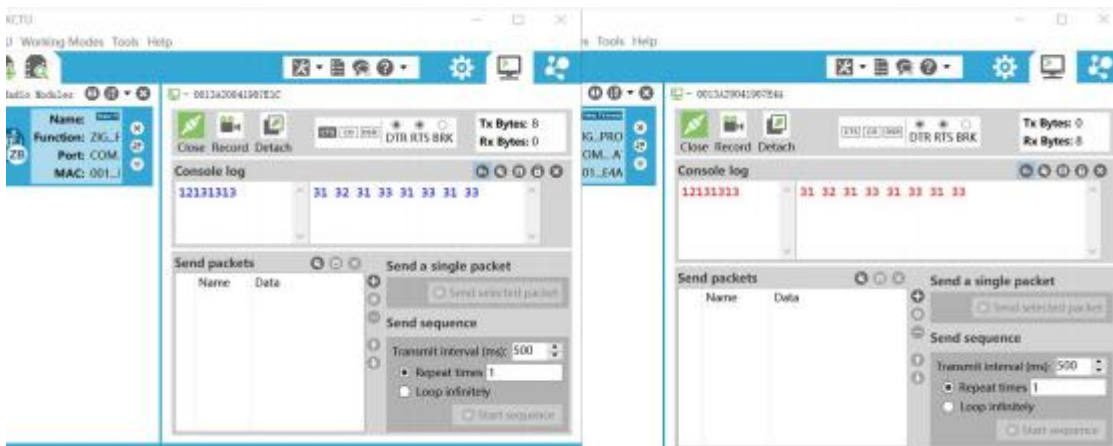 XCTU
Working Modes Tools Help
Radio Modules
Name:
Function: ZIG_F
Port: COM
MAC: 001
ZB
Close Record Detach
DTR RTS BRK
Tx Bytes: 8
Rx Bytes: 0
Console log
12131313
31 32 31 33 31 33 31 33
Send packets
Name Data
Send a single packet
Send selected packet
Send sequence
Transmit interval (ms): 500
Repeat times 1
Loop infinitely
Start sequence
Tools Help
Close Record Detach
DTR RTS BRK
Tx Bytes: 0
Rx Bytes: 8
Console log
12131313
31 32 31 33 31 33 31 33
Send packets
Name Data
Send a single packet
Send selected packet
Send sequence
Transmit interval (ms): 500
Repeat times 1
Loop infinitely
Start sequence